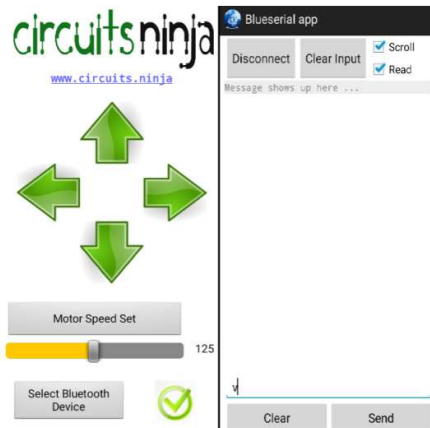 circuits ninja
www.circuits.ninja
Motor Speed Set
125
Select Bluetooth
Device
Blueserial app
Disconnect
Clear Input
Scroll
Read
Message shows up here ...
v
Clear
Send